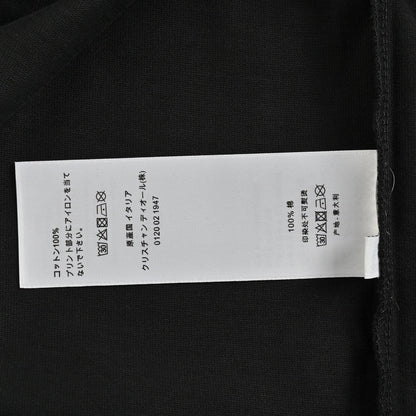 コットン100%
プリント部分にアイロンを当て
ないで下さい。
原産国 イタリア
クリスチャン ディオール(株)
0120 02 1947
100% 棉
印染处不可熨烫
产地 - 意大利